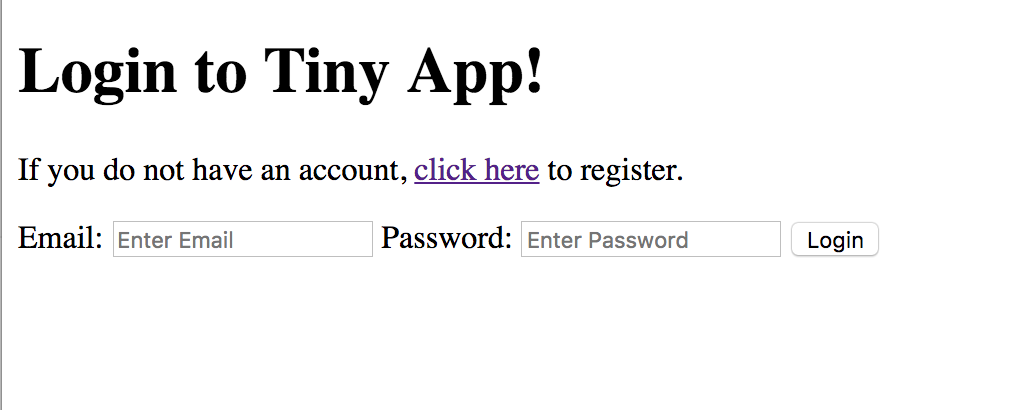 Login to Tiny App!
If you do not have an account, click here to register.
Email: Enter Email Password: Enter Password Login